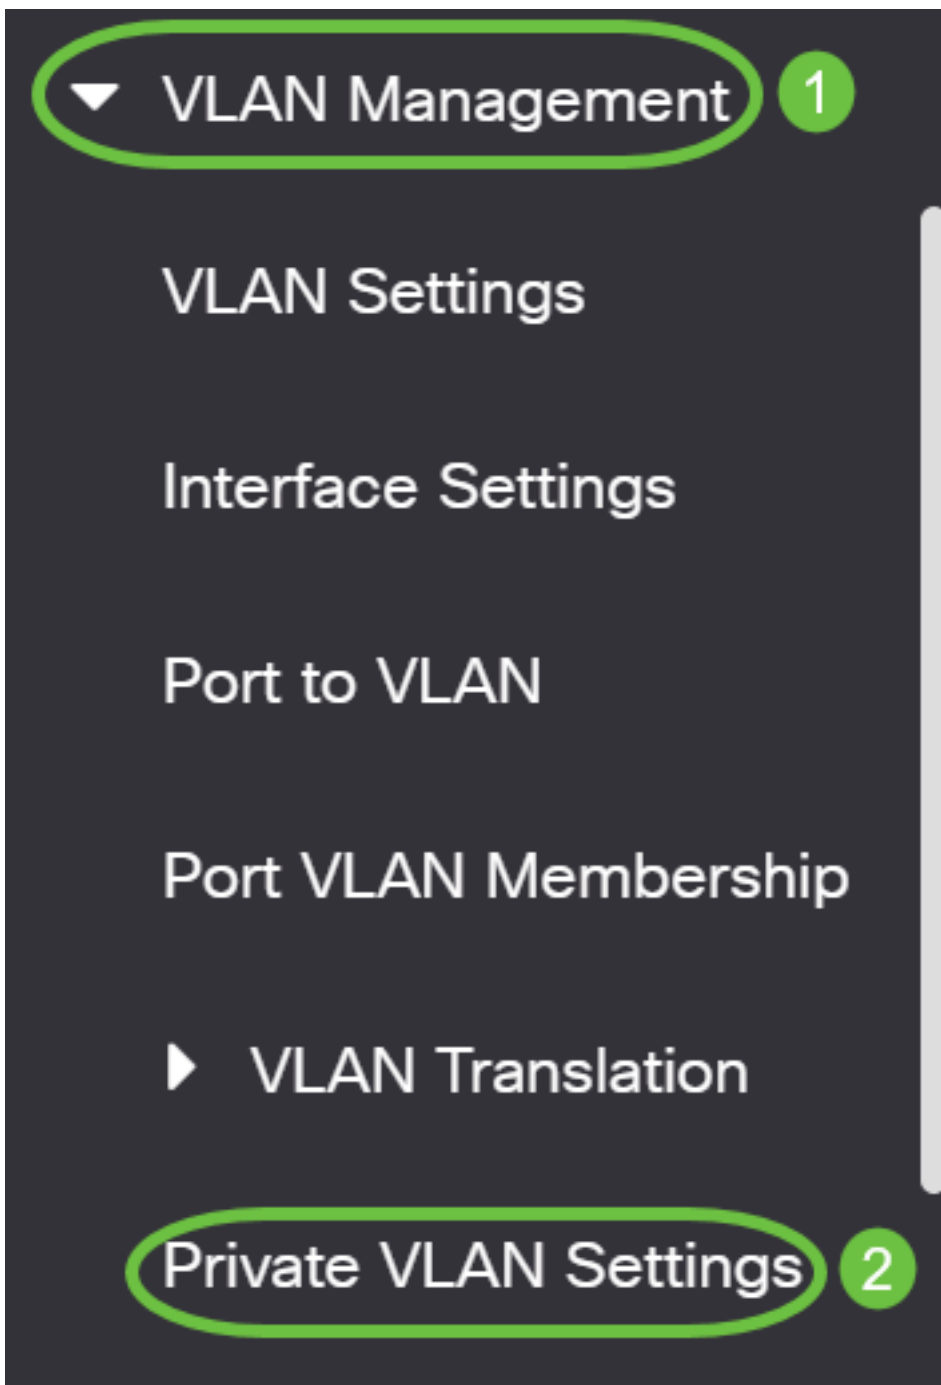 VLAN Management 1
VLAN Settings
Interface Settings
Port to VLAN
Port VLAN Membership
VLAN Translation
Private VLAN Settings 2